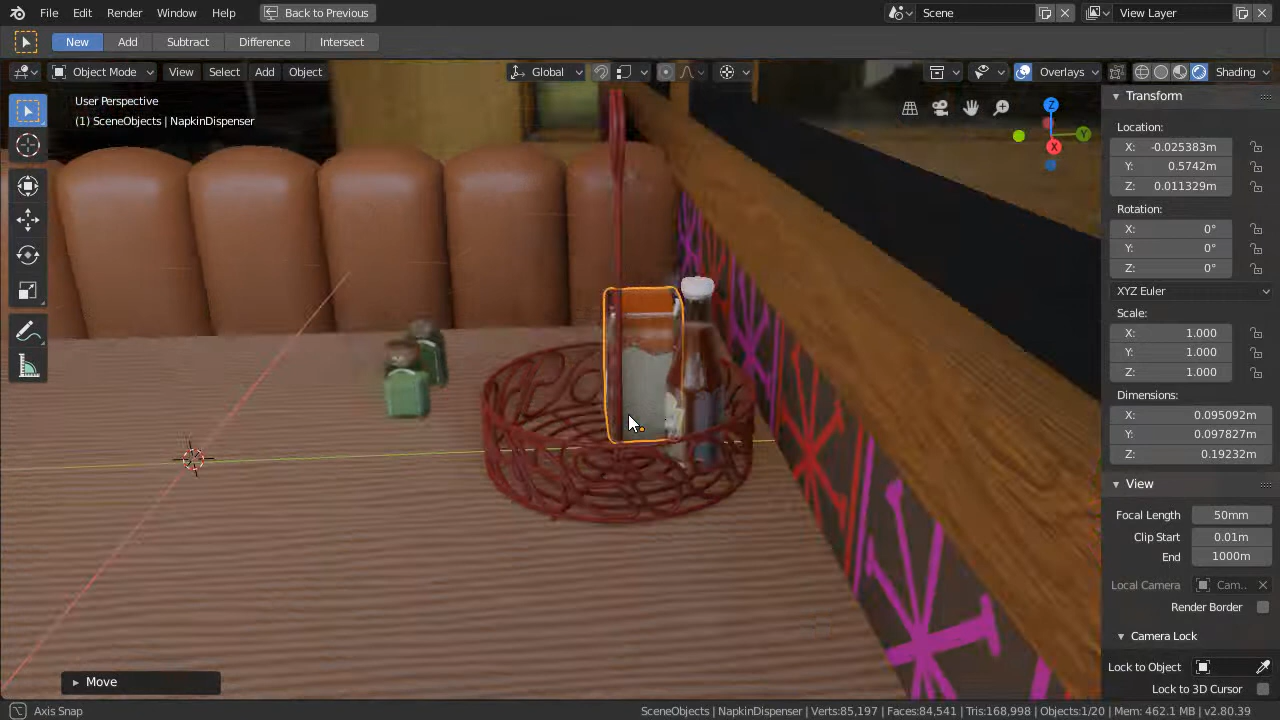 File Edit Render Window Help Back to Previous Scene View Layer
New Add Subtract Difference Intersect
Object Mode View Select Add Object Global Overlays Shading
User Perspective
(1) SceneObjects | NapkinDispenser
Z
Y
X
Transform
Location:
X: -0.025383m
Y: 0.5742m
Z: 0.011329m
Rotation:
X: 0°
Y: 0°
Z: 0°
XYZ Euler
Scale:
X: 1.000
Y: 1.000
Z: 1.000
Dimensions:
X: 0.095092m
Y: 0.097827m
Z: 0.19232m
View
Focal Length 50mm
Clip Start 0.01m
End 1000m
Local Camera Cam..
Render Border
Camera Lock
Lock to Object
Lock to 3D Cursor
Move
Axis Snap
SceneObjects | NapkinDispenser | Verts:85,197 | Faces:84,541 | Tris:168,998 | Objects:1/20 | Mem: 462.1 MB | v2.80.39